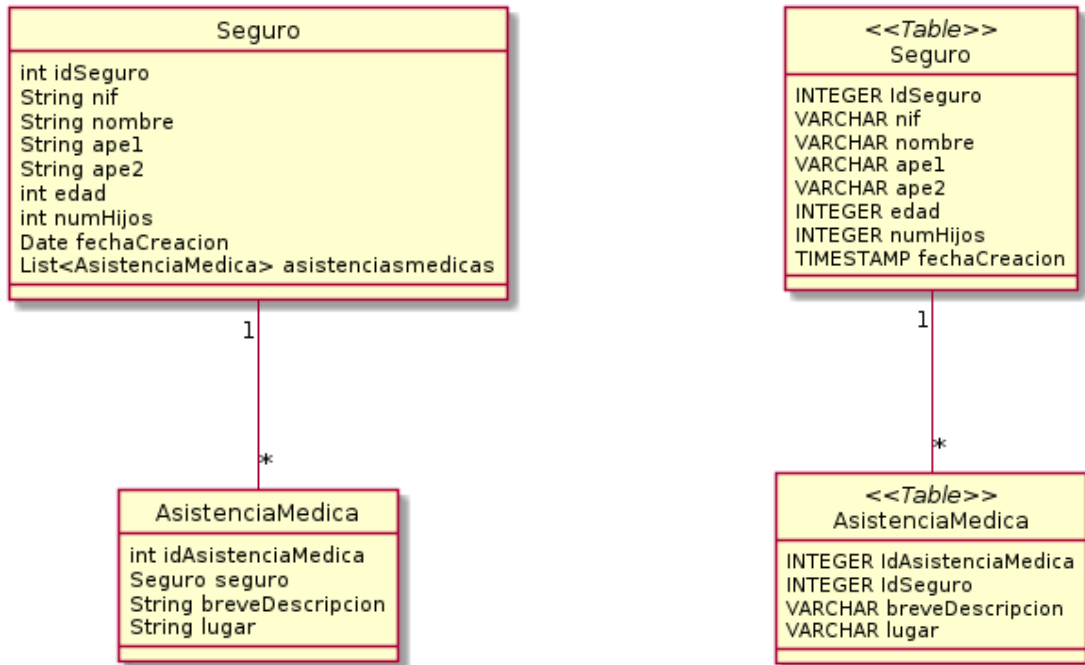 Seguro
int idSeguro
String nif
String nombre
String ape1
String ape2
int edad
int numHijos
Date fechaCreacion
List<AsistenciaMedica> asistenciasmedicas
1
*
AsistenciaMedica
int idAsistenciaMedica
Seguro seguro
String breveDescripcion
String lugar
<<Table>>
Seguro
INTEGER IdSeguro
VARCHAR nif
VARCHAR nombre
VARCHAR ape1
VARCHAR ape2
INTEGER edad
INTEGER numHijos
TIMESTAMP fechaCreacion
1
*
<<Table>>
AsistenciaMedica
INTEGER IdAsistenciaMedica
INTEGER IdSeguro
VARCHAR breveDescripcion
VARCHAR lugar